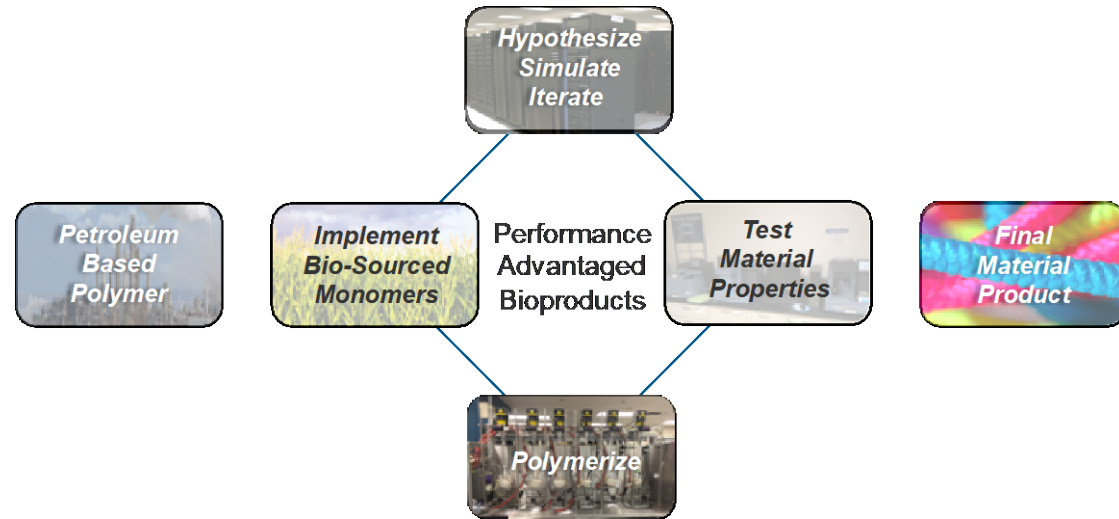 Hypothesize
Simulate
Iterate
Petroleum
Based
Polymer
Implement
Bio-Sourced
Monomers
Performance
Advantaged
Bioproducts
Test
Material
Properties
Final
Material
Product
Polymerize